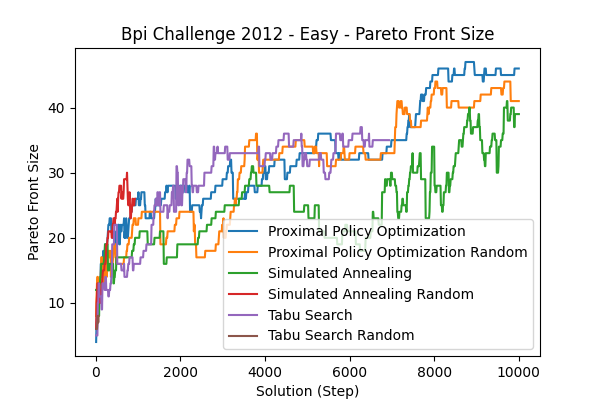 Bpi Challenge 2012 - Easy - Pareto Front Size
Pareto Front Size
40
30
20
10
Proximal Policy Optimization
Proximal Policy Optimization Random
Simulated Annealing
Simulated Annealing Random
Tabu Search
Tabu Search Random
0 2000 4000 6000 8000 10000
Solution (Step)